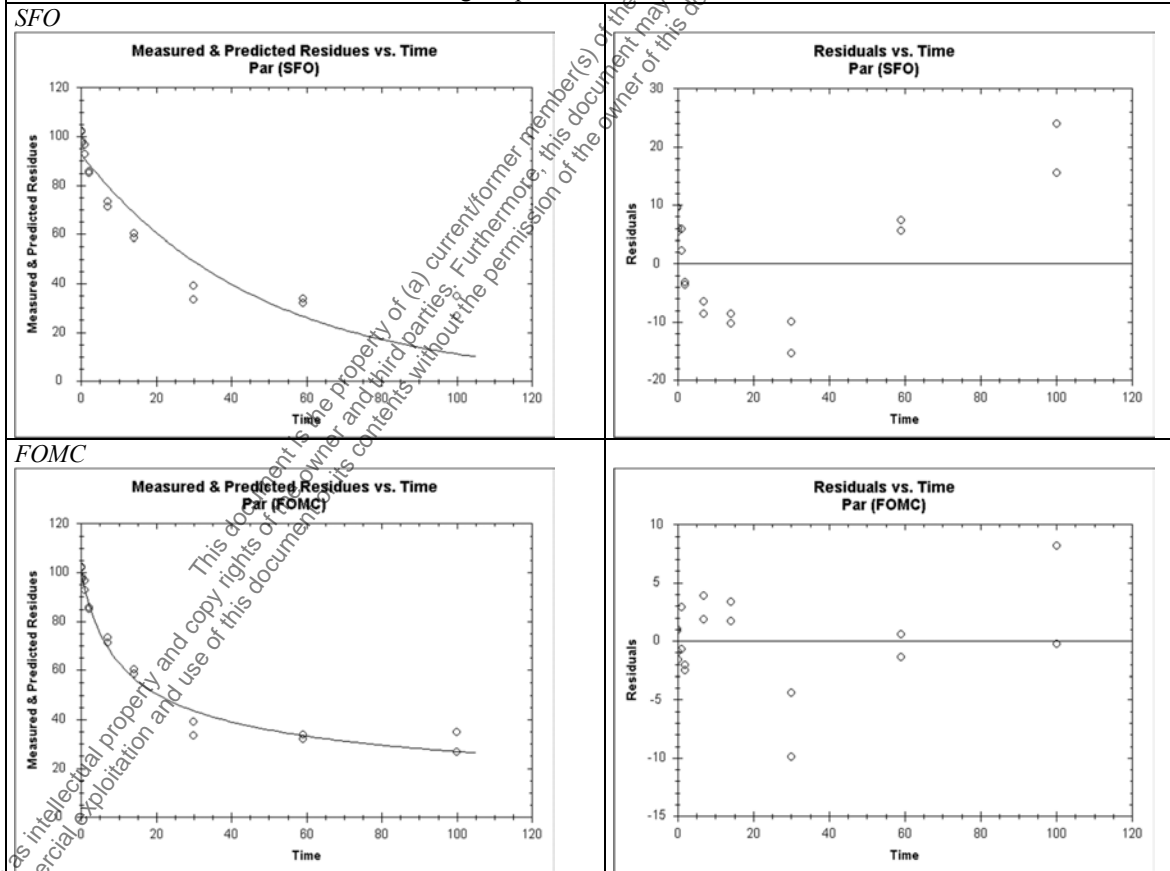 SFO
Measured & Predicted Residues vs. Time
Par (SFO)
Measured & Predicted Residues
120
100
80
60
40
20
0
0 20 40 60 80 100 120
Time
Residuals vs. Time
Par (SFO)
Residuals
30
20
10
0
-10
-20
0 20 40 60 80 100 120
Time
FOMC
Measured & Predicted Residues vs. Time
Par (FOMC)
Measured & Predicted Residues
120
100
80
60
40
20
0
0 20 40 60 80 100 120
Time
Residuals vs. Time
Par (FOMC)
Residuals
10
5
0
-5
-10
-15
0 20 40 60 80 100 120
Time
This document is the property of (a) current/former member(s) of the
rights of the owner and third parties. Furthermore, this document may
as intellectual property and copy
exploitation and use of this document or its contents without the permission of the owner of this